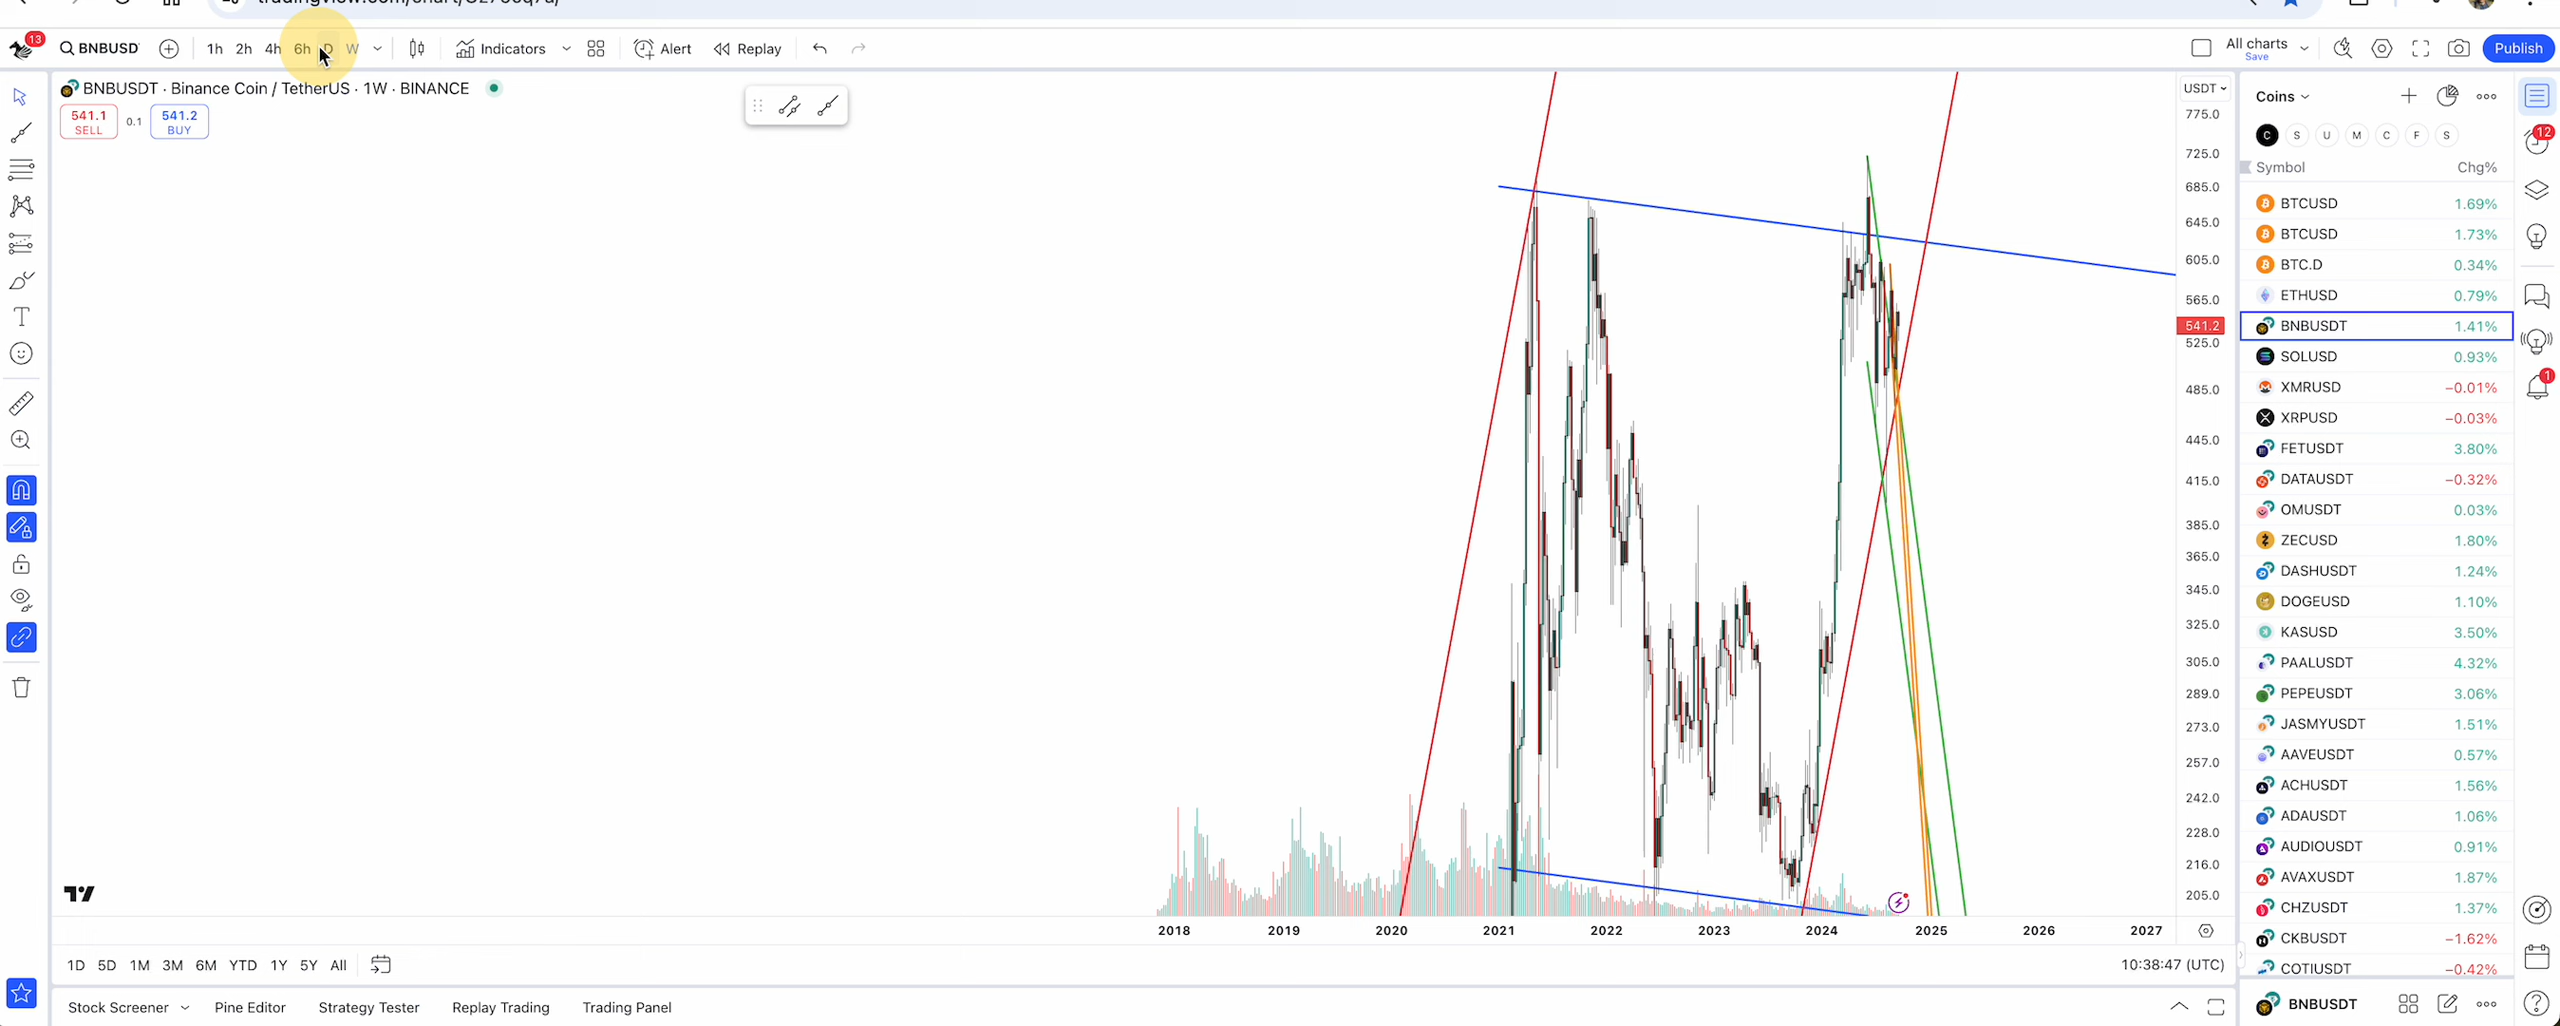 13
BNBUSD
1h 2h 4h 6h D W
Indicators
Alert
Replay
All charts
Save
Publish
BNBUSDT · Binance Coin / TetherUS · 1W · BINANCE
541.1
SELL
0.1
541.2
BUY
USDT
775.0
725.0
685.0
645.0
605.0
565.0
541.2
525.0
485.0
445.0
415.0
385.0
365.0
345.0
325.0
305.0
289.0
273.0
257.0
242.0
228.0
216.0
205.0
2018 2019 2020 2021 2022 2023 2024 2025 2026 2027
1D 5D 1M 3M 6M YTD 1Y 5Y All
10:38:47 (UTC)
Stock Screener Pine Editor Strategy Tester Replay Trading Trading Panel
Coins
C S U M C F S
Symbol Chg%
BTCUSD 1.69%
BTCUSD 1.73%
BTC.D 0.34%
ETHUSD 0.79%
BNBUSDT 1.41%
SOLUSD 0.93%
XMRUSD −0.01%
XRPUSD −0.03%
FETUSDT 3.80%
DATAUSDT −0.32%
OMUSDT 0.03%
ZECUSD 1.80%
DASHUSDT 1.24%
DOGEUSD 1.10%
KASUSD 3.50%
PAALUSDT 4.32%
PEPEUSDT 3.06%
JASMYUSDT 1.51%
AAVEUSDT 0.57%
ACHUSDT 1.56%
ADAUSDT 1.06%
AUDIOUSDT 0.91%
AVAXUSDT 1.87%
CHZUSDT 1.37%
CKBUSDT −1.62%
COTIUSDT −0.42%
BNBUSDT
12
1